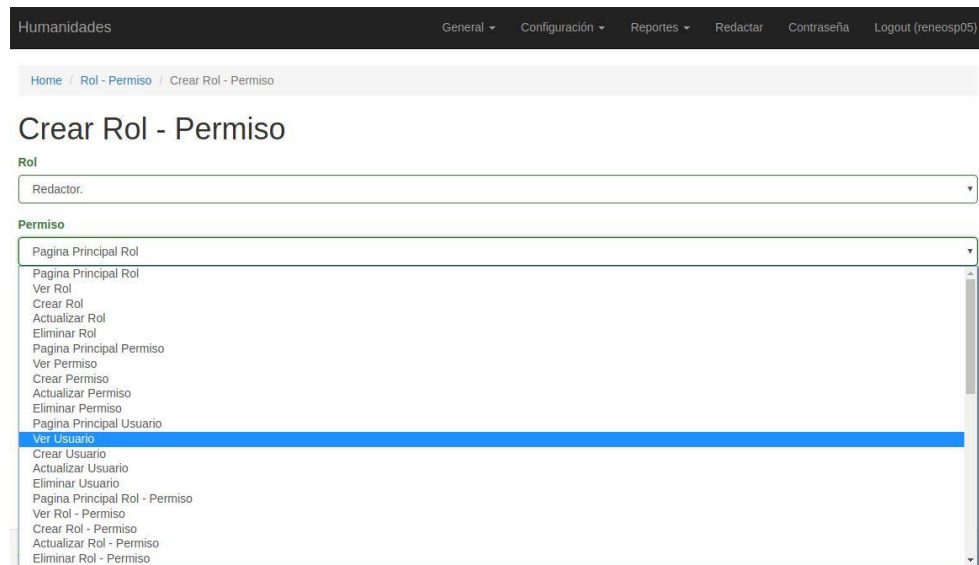 Humanidades General Configuración Reportes Redactar Contraseña Logout (reneosp05)
Home / Rol - Permiso / Crear Rol - Permiso
Crear Rol - Permiso
Rol
Redactor.
Permiso
Pagina Principal Rol
Pagina Principal Rol
Ver Rol
Crear Rol
Actualizar Rol
Eliminar Rol
Pagina Principal Permiso
Ver Permiso
Crear Permiso
Actualizar Permiso
Eliminar Permiso
Pagina Principal Usuario
Ver Usuario
Crear Usuario
Actualizar Usuario
Eliminar Usuario
Pagina Principal Rol - Permiso
Ver Rol - Permiso
Crear Rol - Permiso
Actualizar Rol - Permiso
Eliminar Rol - Permiso